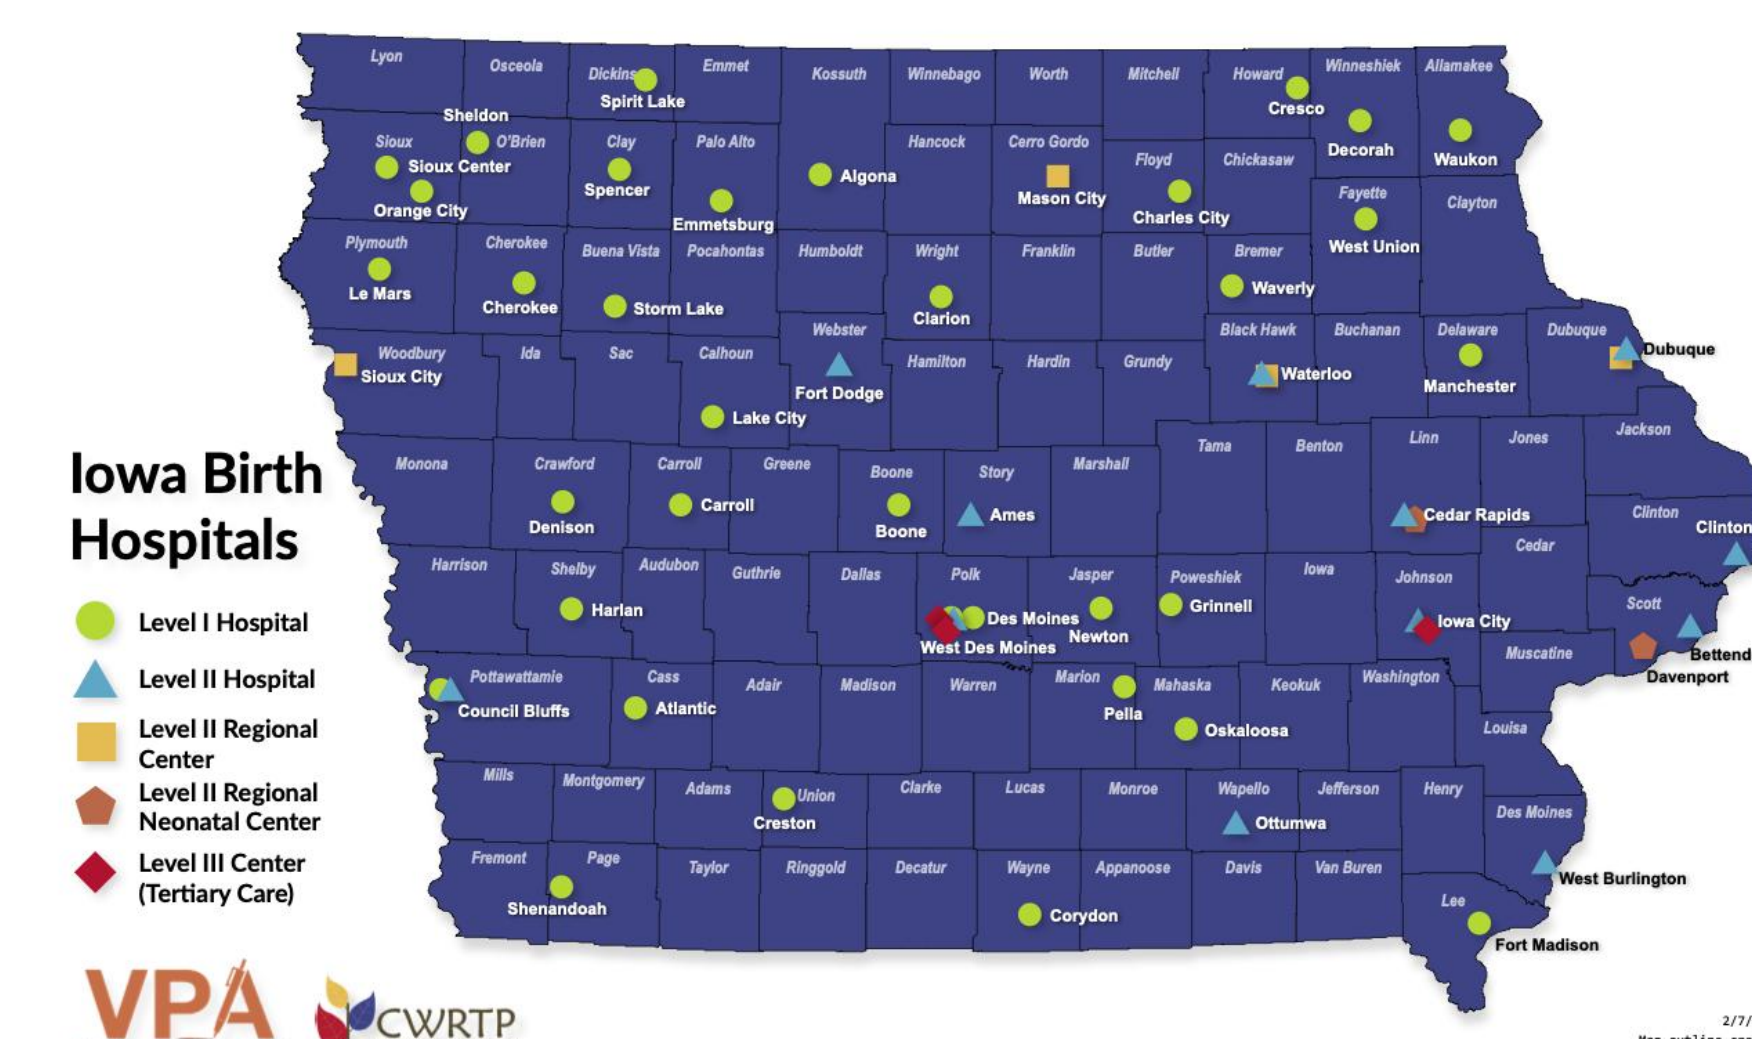 Lyon
Osceola
Dickins
Emmet
Kossuth
Winnebago
Worth
Mitchell
Howard
Winneshiek
Allamakee
Spirit Lake
Cresco
Sheldon
Sioux
O'Brien
Clay
Palo Alto
Hancock
Cerro Gordo
Floyd
Chickasaw
Decorah
Waukon
Sioux Center
Spencer
Algona
Mason City
Fayette
Clayton
Orange City
Emmetsburg
Charles City
Plymouth
Cherokee
Buena Vista
Pocahontas
Humboldt
Wright
Franklin
Butler
Bremer
West Union
Le Mars
Cherokee
Storm Lake
Clarion
Waverly
Webster
Black Hawk
Buchanan
Delaware
Dubuque
Woodbury
Ida
Sac
Calhoun
Hamilton
Hardin
Grundy
Dubuque
Sioux City
Fort Dodge
Waterloo
Manchester
Lake City
Tama
Benton
Linn
Jones
Jackson
Iowa Birth
Hospitals
Monona
Crawford
Carroll
Greene
Boone
Story
Marshall
Denison
Carroll
Boone
Ames
Cedar Rapids
Clinton
Clinton
Cedar
Harrison
Shelby
Audubon
Guthrie
Dallas
Polk
Jasper
Poweshiek
Iowa
Johnson
Scott
Harlan
Des Moines
Newton
Grinnell
Iowa City
West Des Moines
Muscatine
Bettend
Davenport
Level I Hospital
Level II Hospital
Level II Regional
Center
Level II Regional
Neonatal Center
Level III Center
(Tertiary Care)
Pottawattamie
Cass
Adair
Madison
Warren
Marion
Mahaska
Keokuk
Washington
Council Bluffs
Atlantic
Pella
Oskaloosa
Louisa
Mills
Montgomery
Adams
Union
Clarke
Lucas
Monroe
Wapello
Jefferson
Henry
Des Moines
Creston
Ottumwa
Fremont
Page
Taylor
Ringgold
Decatur
Wayne
Appanoose
Davis
Van Buren
West Burlington
Shenandoah
Corydon
Lee
Fort Madison
VPA
CWRTP
2/7/